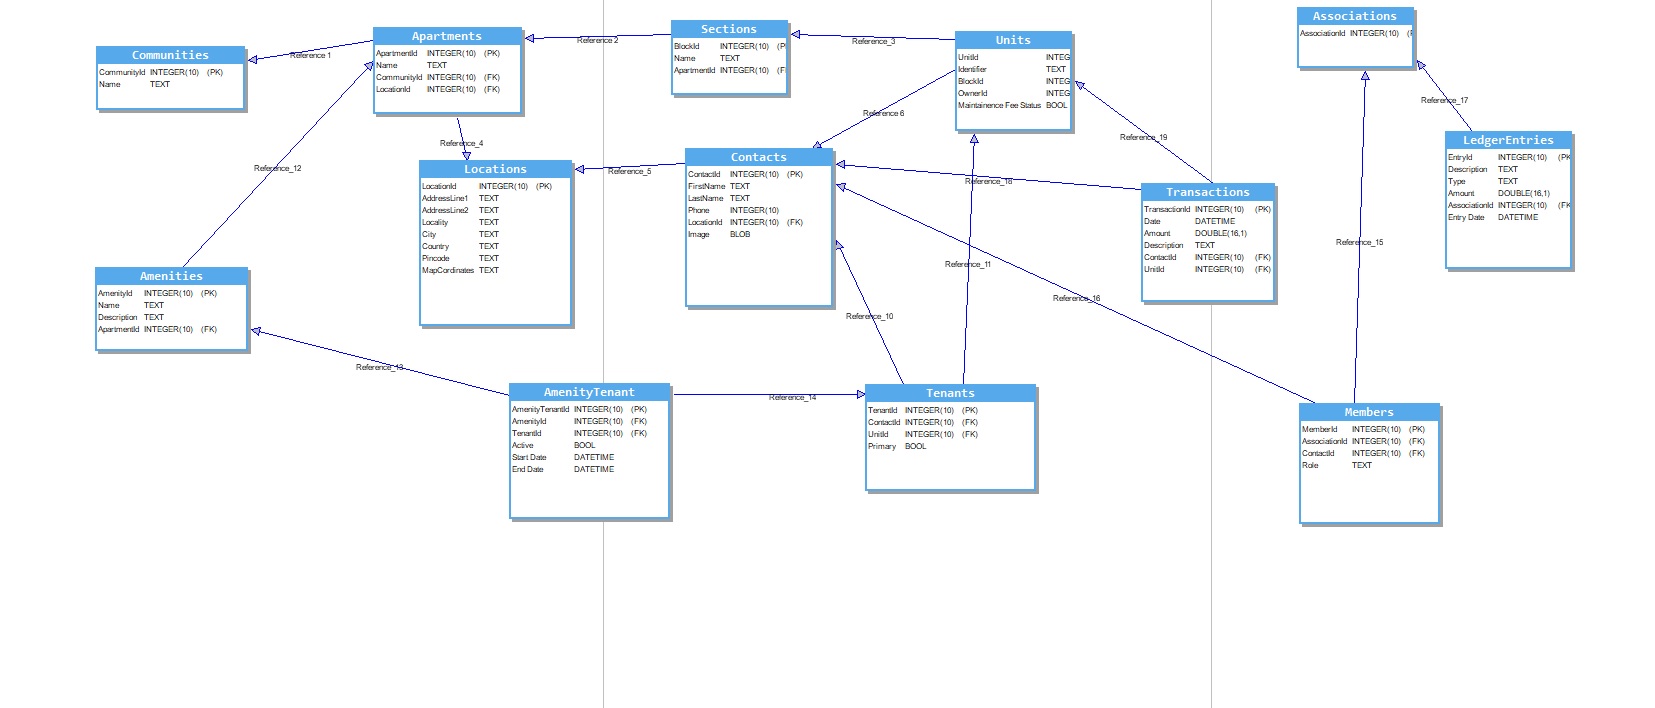 Communities
CommunityId INTEGER(10) (PK)
Name TEXT
Reference 1
Apartments
ApartmentId INTEGER(10) (PK)
Name TEXT
CommunityId INTEGER(10) (FK)
LocationId INTEGER(10) (FK)
Reference 2
Sections
BlockId INTEGER(10) (P
Name TEXT
ApartmentId INTEGER(10) (F
Reference_3
Units
UnitId INTEG
Identifier TEXT
BlockId INTEG
OwnerId INTEG
Maintainence Fee Status BOOL
Associations
AssociationId INTEGER(10) (
Reference_17
LedgerEntries
EntryId INTEGER(10) (PK
Description TEXT
Type TEXT
Amount DOUBLE(16,1)
AssociationId INTEGER(10) (FK
Entry Date DATETIME
Reference_12
Reference_4
Locations
LocationId INTEGER(10) (PK)
AddressLine1 TEXT
AddressLine2 TEXT
Locality TEXT
City TEXT
Country TEXT
Pincode TEXT
MapCordinates TEXT
Reference_5
Contacts
ContactId INTEGER(10) (PK)
FirstName TEXT
LastName TEXT
Phone INTEGER(10)
LocationId INTEGER(10) (FK)
Image BLOB
Reference 6
Reference_18
Reference_19
Transactions
TransactionId INTEGER(10) (PK)
Date DATETIME
Amount DOUBLE(16,1)
Description TEXT
ContactId INTEGER(10) (FK)
UnitId INTEGER(10) (FK)
Reference_15
Reference_11
Reference_16
Reference_10
Amenities
AmenityId INTEGER(10) (PK)
Name TEXT
Description TEXT
ApartmentId INTEGER(10) (FK)
Reference_13
AmenityTenant
AmenityTenantId INTEGER(10) (PK)
AmenityId INTEGER(10) (FK)
TenantId INTEGER(10) (FK)
Active BOOL
Start Date DATETIME
End Date DATETIME
Reference_14
Tenants
TenantId INTEGER(10) (PK)
ContactId INTEGER(10) (FK)
UnitId INTEGER(10) (FK)
Primary BOOL
Members
MemberId INTEGER(10) (PK)
AssociationId INTEGER(10) (FK)
ContactId INTEGER(10) (FK)
Role TEXT